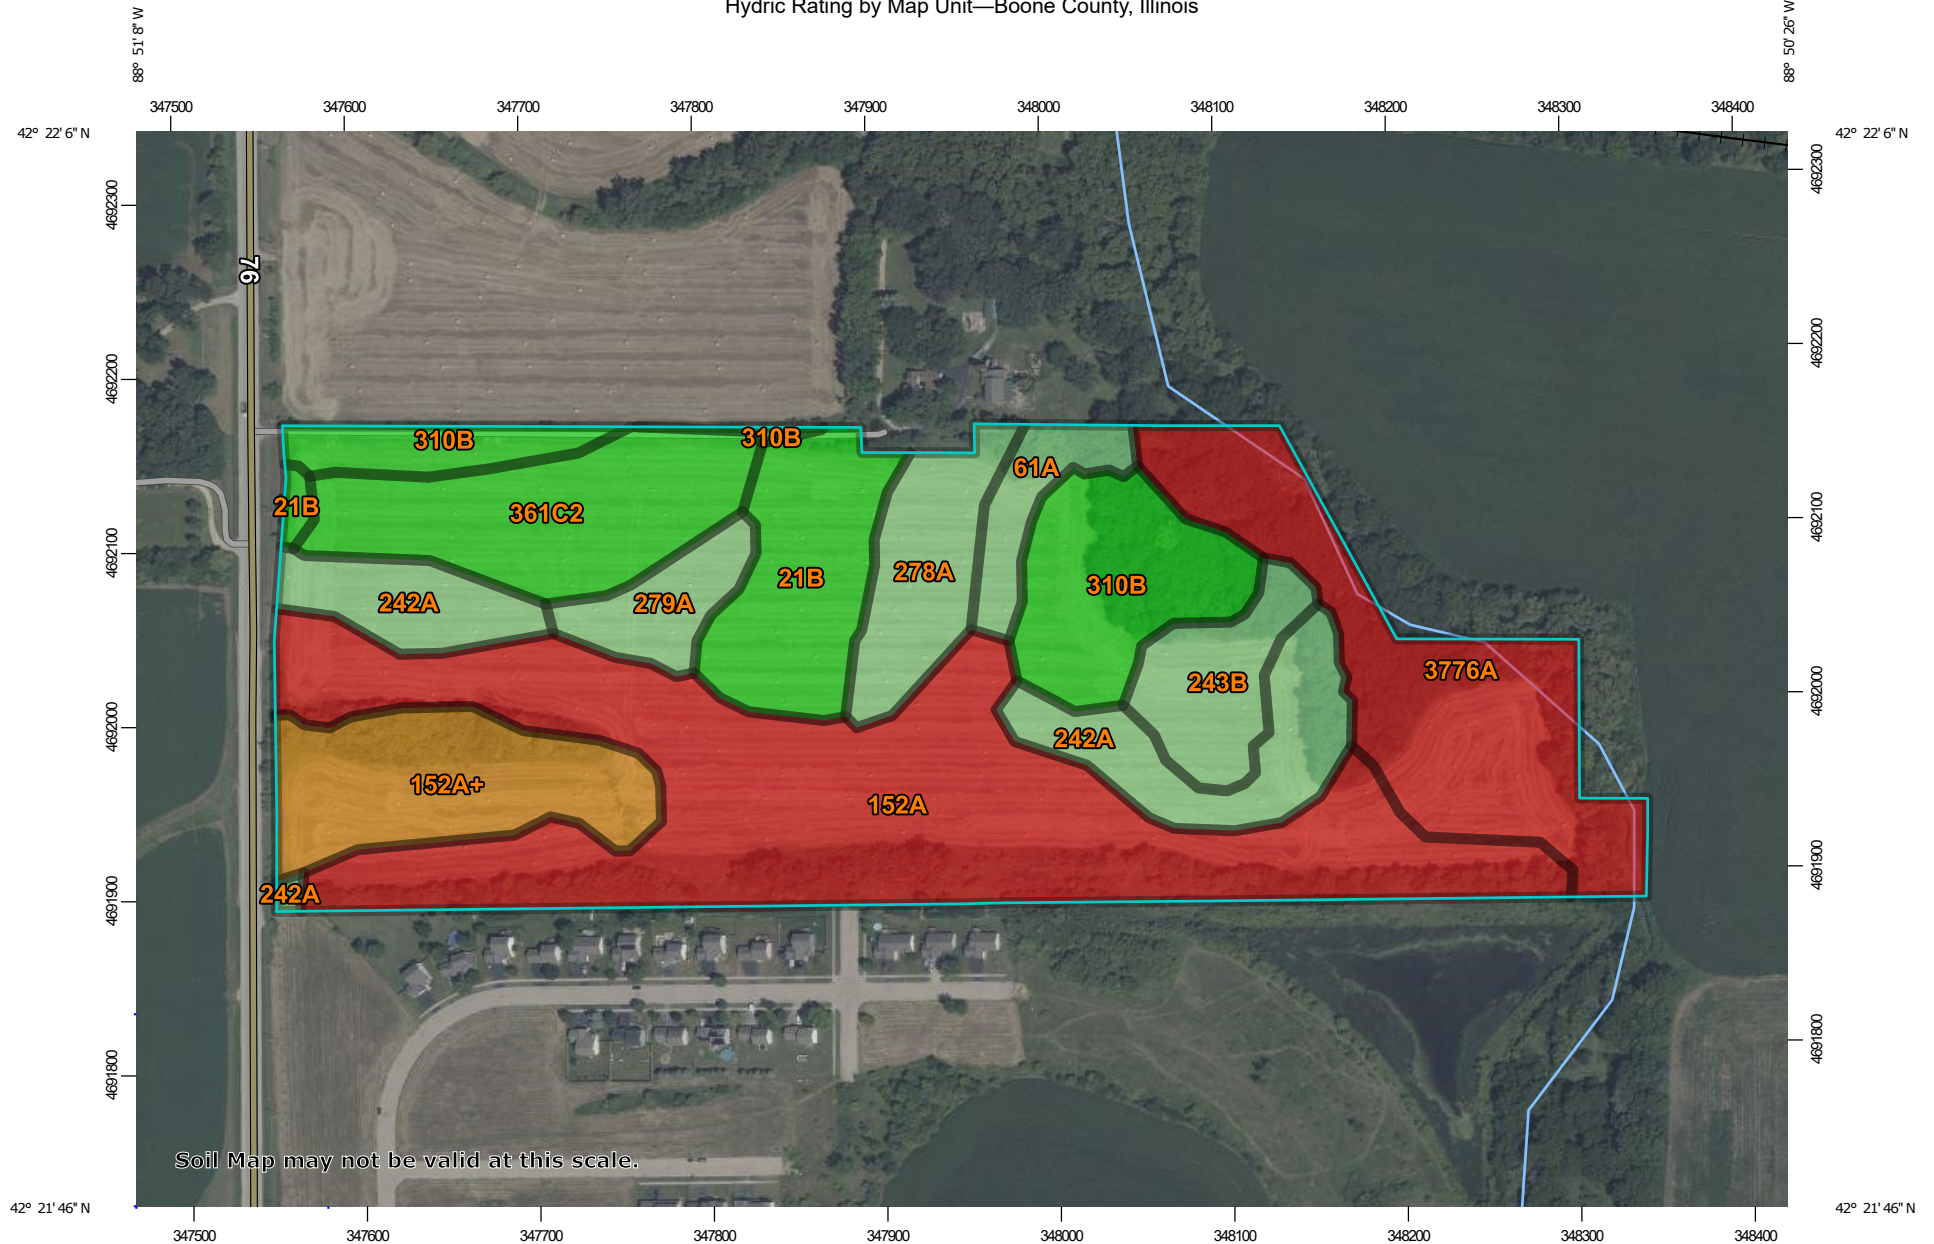 Hydric Rating by Map Unit—Boone County, Illinois
88° 51' 8" W
88° 50' 26" W
347500 347600 347700 347800 347900 348000 348100 348200 348300 348400
42° 22' 6" N
42° 22' 6" N
4692300
4692300
76
4692200
4692200
310B
310B
61A
21B
361C2
4692100
4692100
278A
21B
310B
242A
279A
3776A
243B
4692000
4692000
242A
152A+
152A
4691900
4691900
242A
4691800
4691800
Soil Map may not be valid at this scale.
42° 21' 46" N
42° 21' 46" N
347500 347600 347700 347800 347900 348000 348100 348200 348300 348400